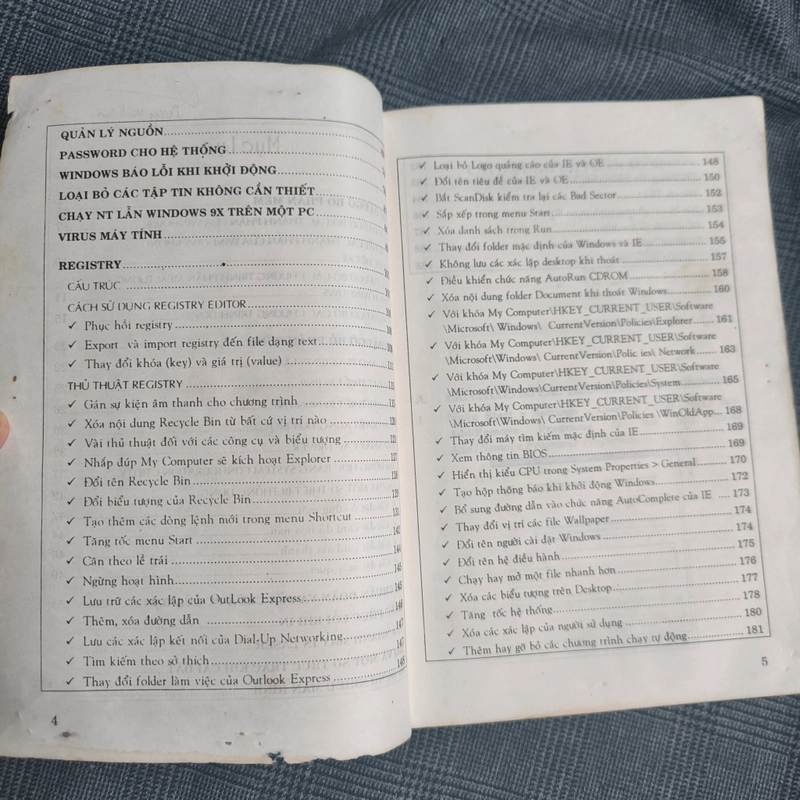 QUẢN LÝ NGUỒN
PASSWORD CHO HỆ THỐNG
WINDOWS BÁO LỖI KHI KHỞI ĐỘNG
LOẠI BỎ CÁC TẬP TIN KHÔNG CẦN THIẾT
CHẠY NT LẪN WINDOWS 9X TRÊN MỘT PC
VIRUS MÁY TÍNH
REGISTRY
CẤU TRÚC
CÁCH SỬ DỤNG REGISTRY EDITOR
✓ Phục hồi registry
✓ Export và import registry đến file dạng text
✓ Thay đổi khóa (key) và giá trị (value)
THỦ THUẬT REGISTRY
✓ Gán sự kiện âm thanh cho chương trình
✓ Xóa nội dung Recycle Bin từ bất cứ vị trí nào
✓ Vài thủ thuật đối với các công cụ và biểu tượng
✓ Nhấp đúp My Computer sẽ kích hoạt Explorer
✓ Đổi tên Recycle Bin
✓ Đổi biểu tượng của Recycle Bin
✓ Tạo thêm các dòng lệnh mới trong menu Shortcut
✓ Tăng tốc menu Start
✓ Căn theo lề trái
✓ Ngừng hoạt hình
✓ Lưu trữ các xác lập của OutLook Express
✓ Thêm, xóa đường dẫn
✓ Lưu các xác lập kết nối của Dial-Up Networking
✓ Tìm kiếm theo sở thích
✓ Thay đổi folder làm việc của Outlook Express
4
✓ Loại bỏ Logo quảng cáo của IE và OE 148
✓ Đổi tên tiêu đề của IE và OE 150
✓ Bắt ScanDisk kiểm tra lại các Bad Sector 152
✓ Sắp xếp trong menu Start 153
✓ Xóa danh sách trong Run 154
✓ Thay đổi folder mặc định của Windows và IE 155
✓ Không lưu các xác lập desktop khi thoát 157
✓ Điều khiển chức năng AutoRun CDROM 158
✓ Xóa nội dung folder Document khi thoát Windows 160
✓ Với khóa My Computer\HKEY_CURRENT_USER\Software
\Microsoft\ Windows\ CurrentVersion\Policies\Explorer 161
✓ Với khóa My Computer\HKEY_CURRENT_USER\Software
\Microsoft\Windows\ CurrentVersion\Polic ies\ Network 163
✓ Với khóa My Computer\HKEY_CURRENT_USER\Software
\Microsoft\Windows\CurrentVersion\Policies\System 165
✓ Với khóa My Computer\HKEY_CURRENT_USER\Software
\Microsoft\Windows\ CurrentVersion\Policies \WinOldApp 168
✓ Thay đổi máy tìm kiếm mặc định của IE 169
✓ Xem thông tin BIOS 169
✓ Hiển thị kiểu CPU trong System Properties > General 170
✓ Tạo hộp thông báo khi khởi động Windows 172
✓ Bổ sung đường dẫn vào chức năng AutoComplete của IE 173
✓ Thay đổi vị trí các file Wallpaper 174
✓ Đổi tên người cài đặt Windows 174
✓ Đổi tên hệ điều hành 175
✓ Chạy hay mở một file nhanh hơn 176
✓ Xóa các biểu tượng trên Desktop 177
✓ Tăng tốc hệ thống 178
✓ Xóa các xác lập của người sử dụng 180
✓ Thêm hay gỡ bỏ các chương trình chạy tự động 181
5